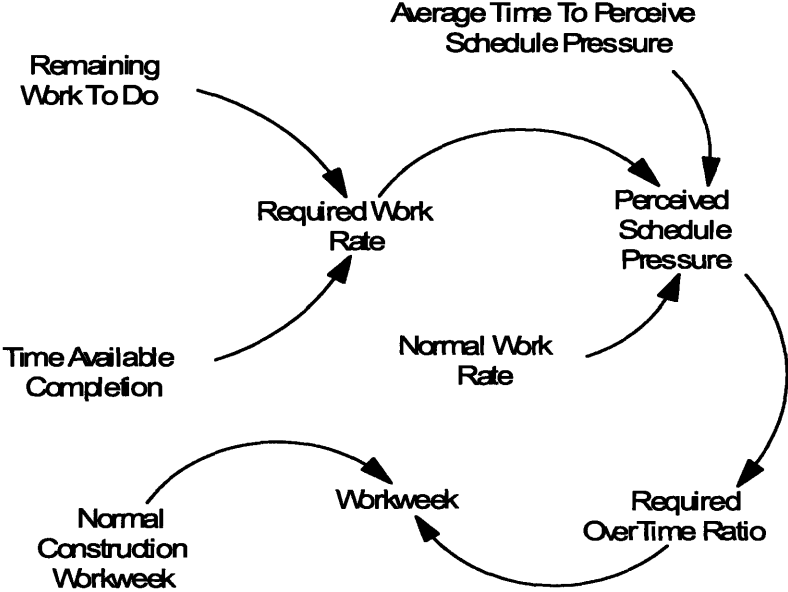 Average Time To Perceive
Schedule Pressure
Remaining
Work To Do
Required Work
Rate
Perceived
Schedule
Pressure
Time Available
Completion
Normal Work
Rate
Workweek
Required
OverTime Ratio
Normal
Construction
Workweek